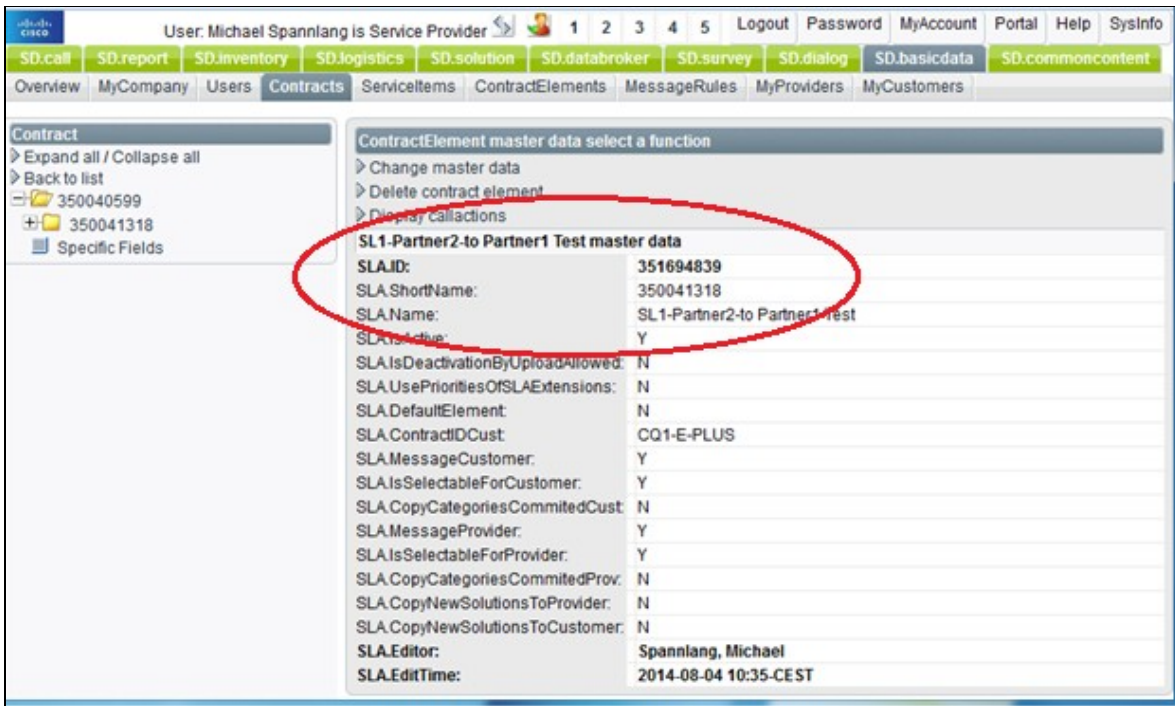 cisco
User: Michael Spannlang is Service Provider 1 2 3 4 5 Logout Password MyAccount Portal Help SysInfo
SD.call SD.report SD.inventory SD.logistics SD.solution SD.databroker SD.survey SD.dialog SD.basicdata SD.commoncontent
Overview MyCompany Users Contracts ServiceItems ContractElements MessageRules MyProviders MyCustomers
Contract
Expand all / Collapse all
Back to list
350040599
350041318
Specific Fields
ContractElement master data select a function
Change master data
Delete contract element
Display callactions
SL1-Partner2-to Partner1 Test master data
SLA.ID: 351694839
SLA.ShortName: 350041318
SLA.Name: SL1-Partner2-to Partner1 Test
SLA.IsActive: Y
SLA.IsDeactivationByUploadAllowed: N
SLA.UsePrioritiesOfSLAExtensions: N
SLA.DefaultElement: N
SLA.ContractIDCust: CQ1-E-PLUS
SLA.MessageCustomer: Y
SLA.IsSelectableForCustomer: Y
SLA.CopyCategoriesCommitedCust: N
SLA.MessageProvider: Y
SLA.IsSelectableForProvider: Y
SLA.CopyCategoriesCommitedProv: N
SLA.CopyNewSolutionsToProvider: N
SLA.CopyNewSolutionsToCustomer: N
SLA.Editor: Spannlang, Michael
SLA.EditTime: 2014-08-04 10:35-CEST